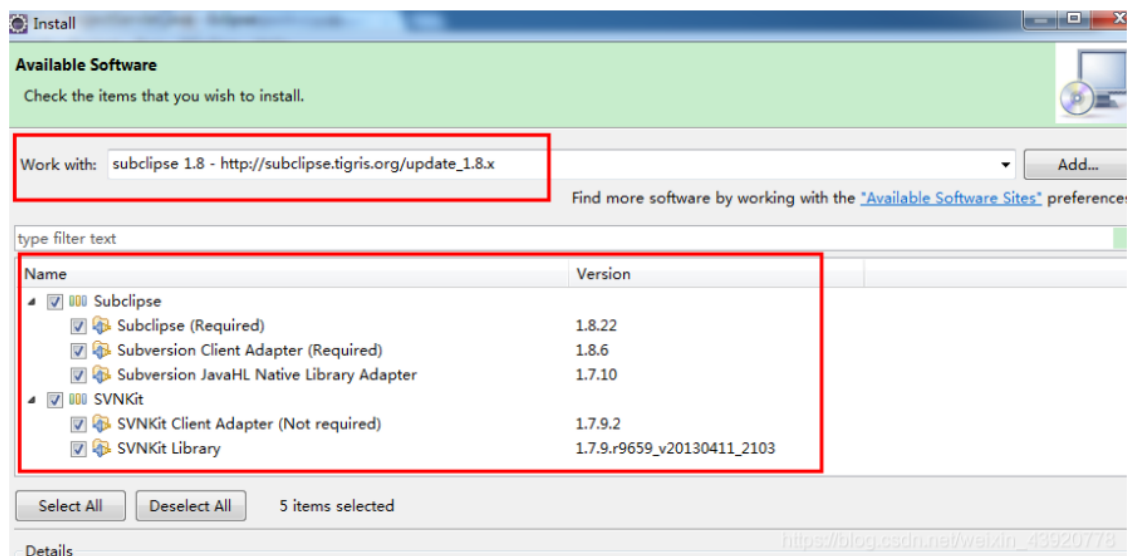 Install
Available Software
Check the items that you wish to install.
Work with: subclipse 1.8 - http://subclipse.tigris.org/update_1.8.x Add...
Find more software by working with the "Available Software Sites" preferences
type filter text
Name Version
Subclipse
Subclipse (Required) 1.8.22
Subversion Client Adapter (Required) 1.8.6
Subversion JavaHL Native Library Adapter 1.7.10
SVNKit
SVNKit Client Adapter (Not required) 1.7.9.2
SVNKit Library 1.7.9.r9659_v20130411_2103
Select All Deselect All 5 items selected
Details
https://blog.csdn.net/weixin_43920778